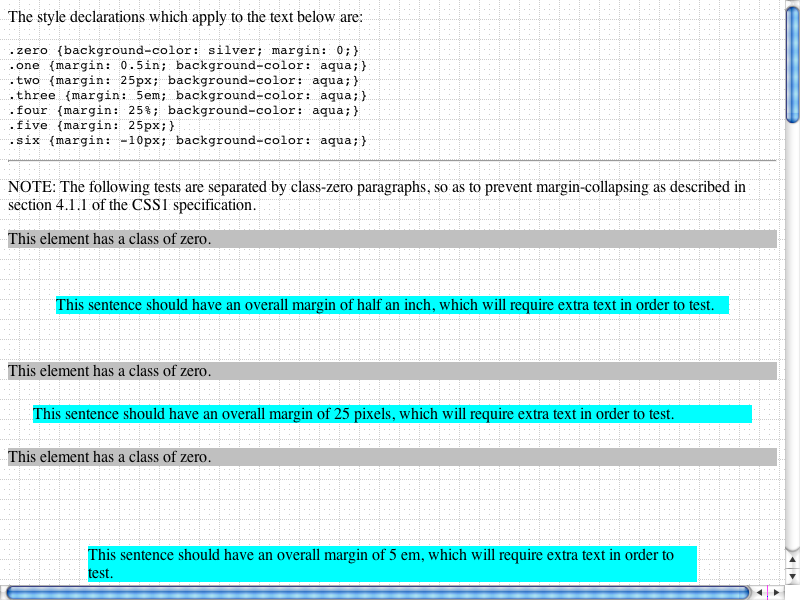 The style declarations which apply to the text below are:
.zero {background-color: silver; margin: 0;}
.one {margin: 0.5in; background-color: aqua;}
.two {margin: 25px; background-color: aqua;}
.three {margin: 5em; background-color: aqua;}
.four {margin: 25%; background-color: aqua;}
.five {margin: 25px;}
.six {margin: -10px; background-color: aqua;}
NOTE: The following tests are separated by class-zero paragraphs, so as to prevent margin-collapsing as described in
section 4.1.1 of the CSS1 specification.
This element has a class of zero.
This sentence should have an overall margin of half an inch, which will require extra text in order to test.
This element has a class of zero.
This sentence should have an overall margin of 25 pixels, which will require extra text in order to test.
This element has a class of zero.
This sentence should have an overall margin of 5 em, which will require extra text in order to
test.